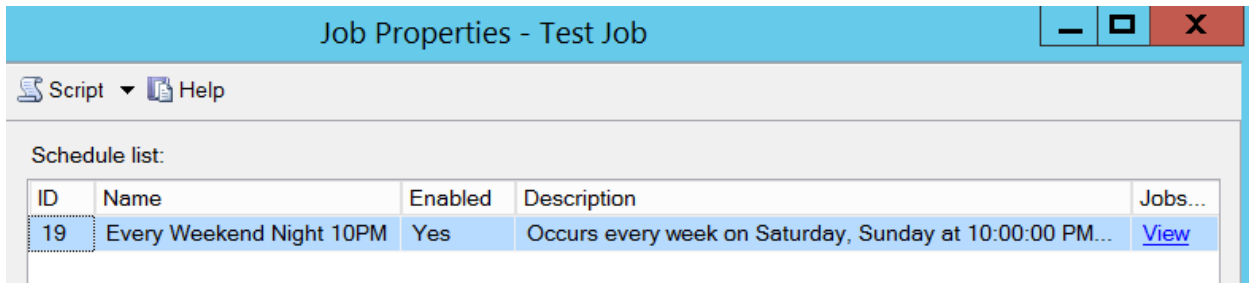 Job Properties - Test Job
Script Help
Schedule list:
ID Name Enabled Description Jobs...
19 Every Weekend Night 10PM Yes Occurs every week on Saturday, Sunday at 10:00:00 PM... View